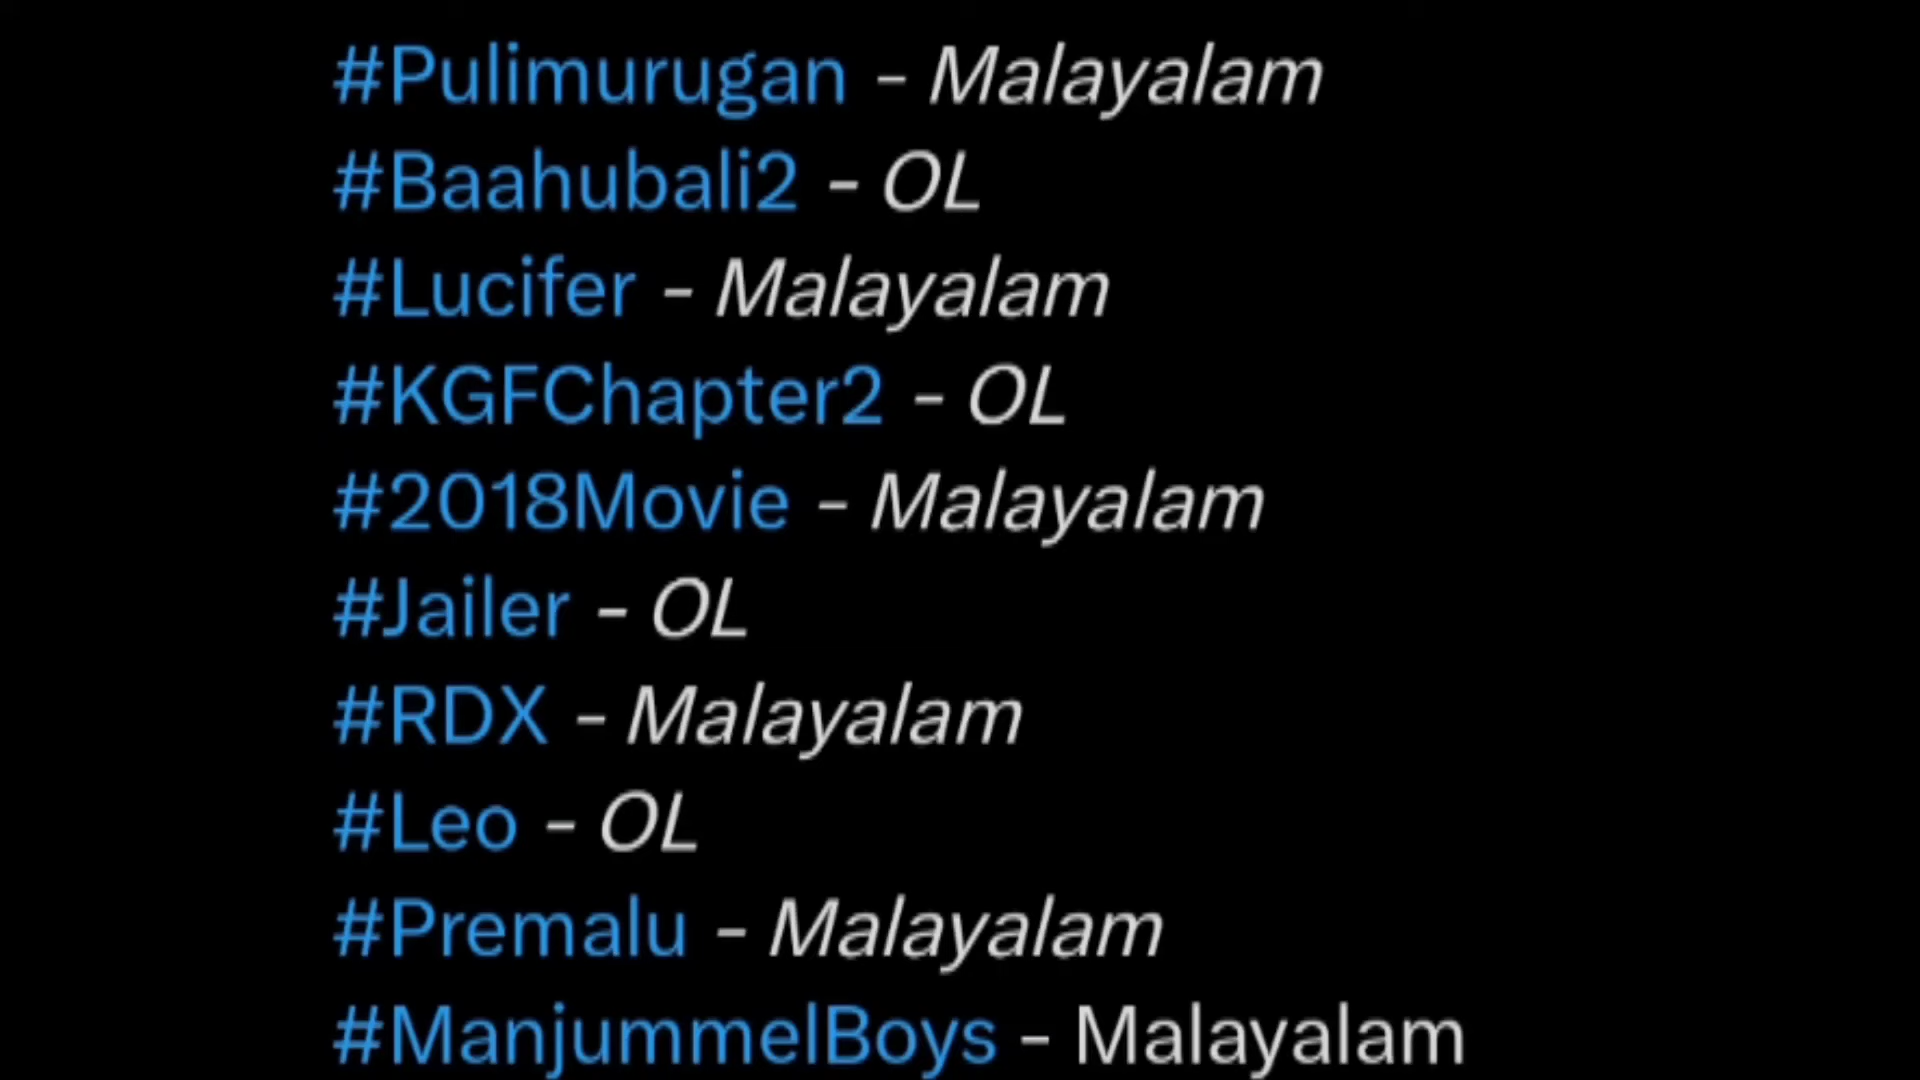 #Pulimurugan - Malayalam
#Baahubali2 - OL
#Lucifer - Malayalam
#KGFChapter2 - OL
#2018Movie - Malayalam
#Jailer - OL
#RDX - Malayalam
#Leo - OL
#Premalu - Malayalam
#ManjummelBoys - Malayalam